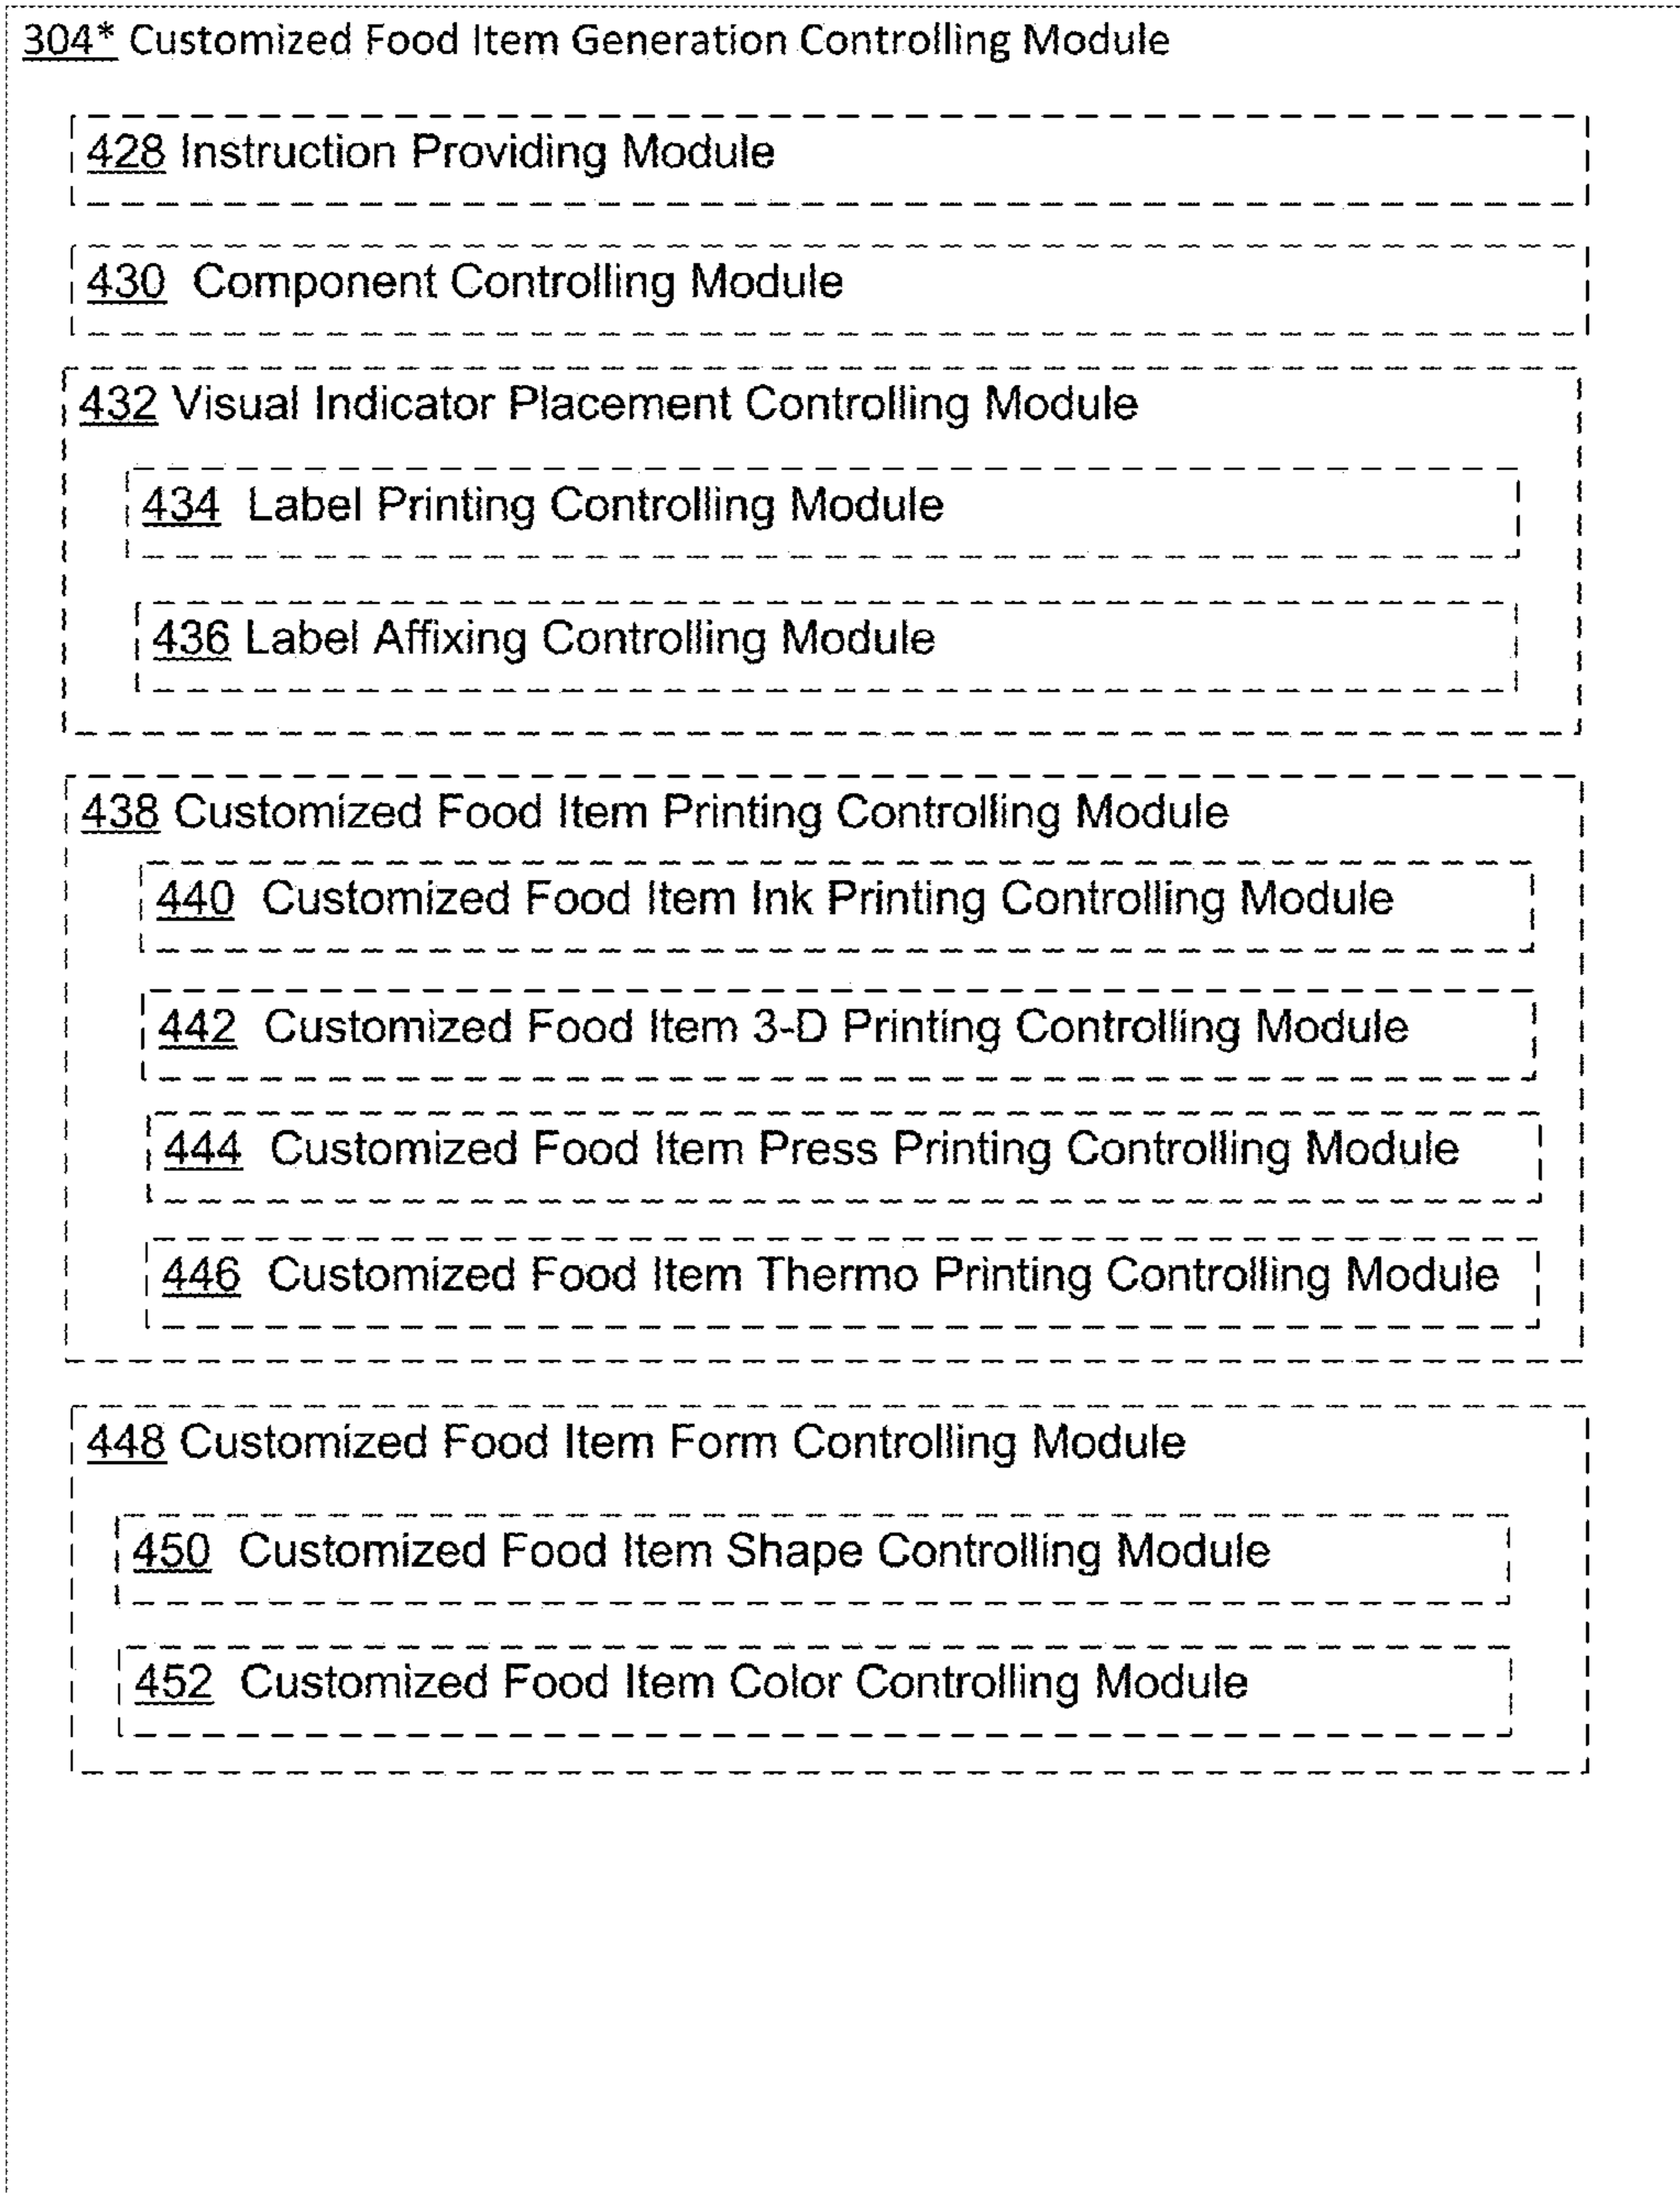 304* Customized Food Item Generation Controlling Module
428 Instruction Providing Module
430 Component Controlling Module
432 Visual Indicator Placement Controlling Module
434 Label Printing Controlling Module
436 Label Affixing Controlling Module
438 Customized Food Item Printing Controlling Module
440 Customized Food Item Ink Printing Controlling Module
442 Customized Food Item 3-D Printing Controlling Module
444 Customized Food Item Press Printing Controlling Module
446 Customized Food Item Thermo Printing Controlling Module
448 Customized Food Item Form Controlling Module
450 Customized Food Item Shape Controlling Module
452 Customized Food Item Color Controlling Module